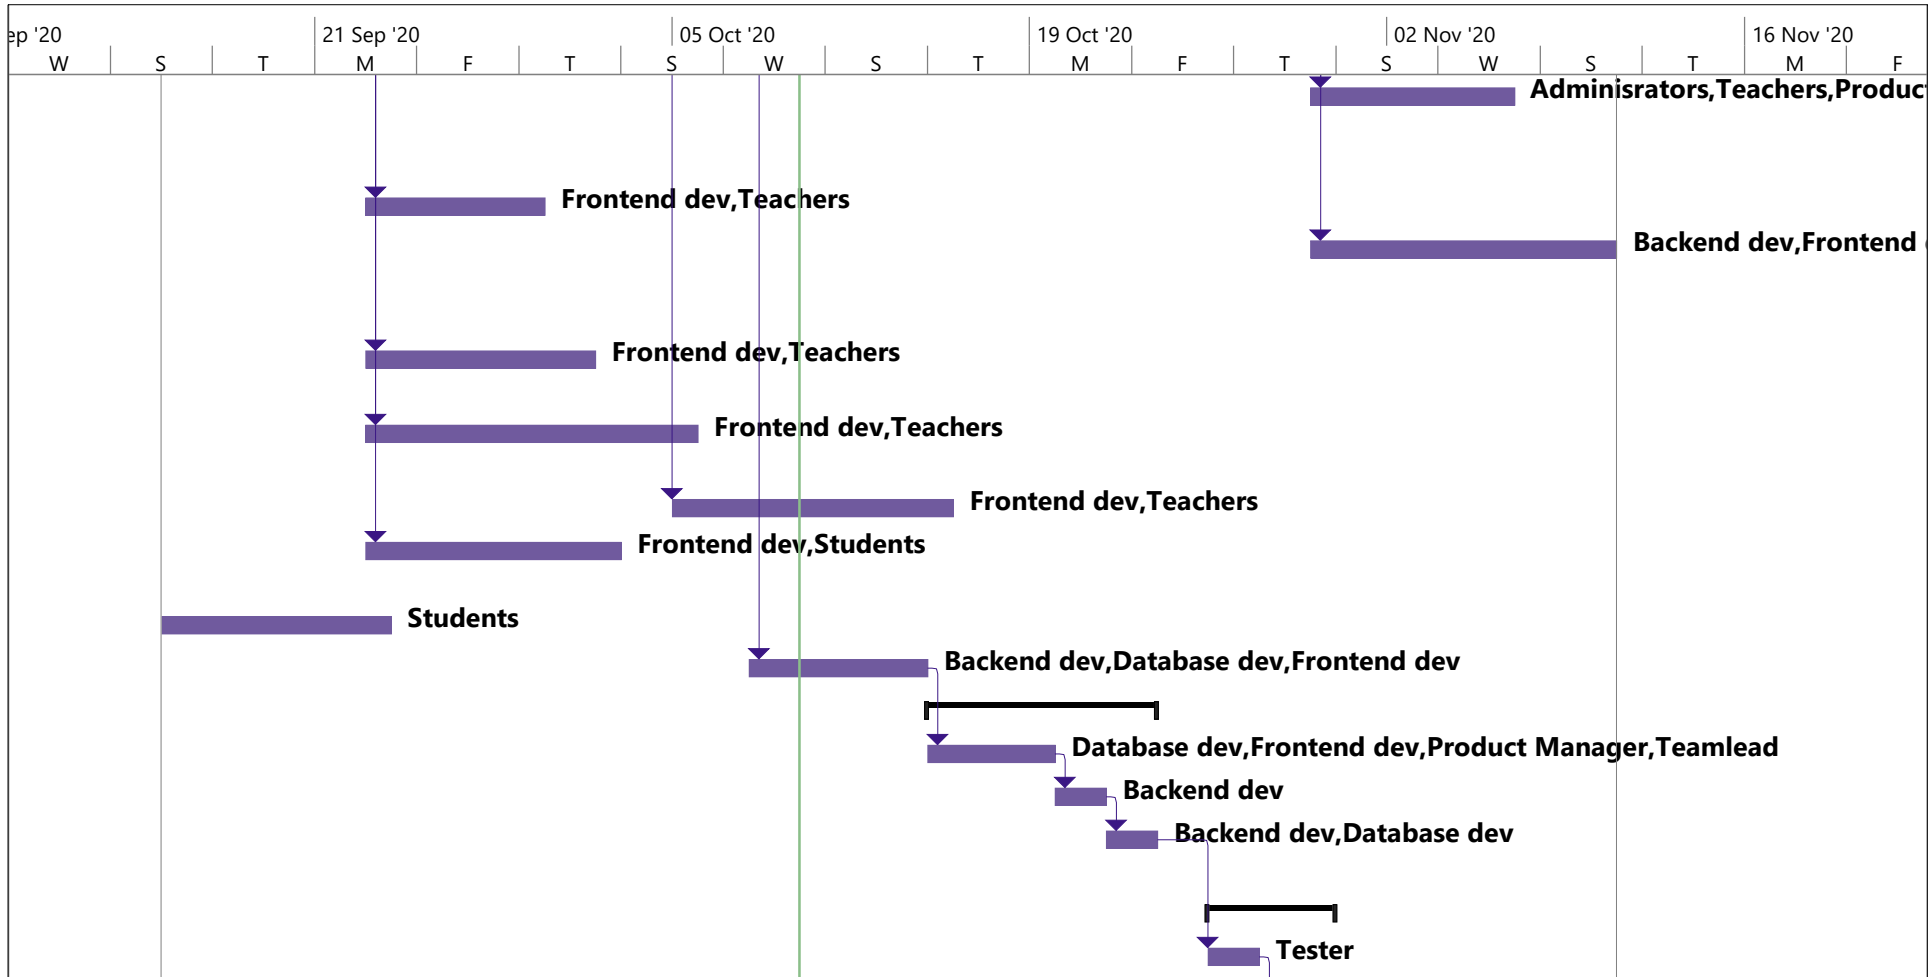 ep '20 21 Sep '20 05 Oct '20 19 Oct '20 02 Nov '20 16 Nov '20
W S T M F T S W S T M F T S W S T M F
Adminisrators,Teachers,Product
Frontend dev,Teachers
Backend dev,Frontend
Frontend dev,Teachers
Frontend dev,Teachers
Frontend dev,Teachers
Frontend dev,Students
Students
Backend dev,Database dev,Frontend dev
Database dev,Frontend dev,Product Manager,Teamlead
Backend dev
Backend dev,Database dev
Tester